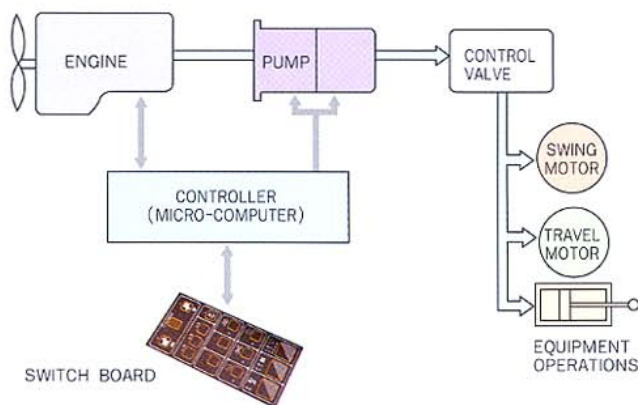 ENGINE
PUMP
CONTROL
VALVE
SWING
MOTOR
CONTROLLER
(MICRO-COMPUTER)
TRAVEL
MOTOR
EQUIPMENT
OPERATIONS
SWITCH BOARD